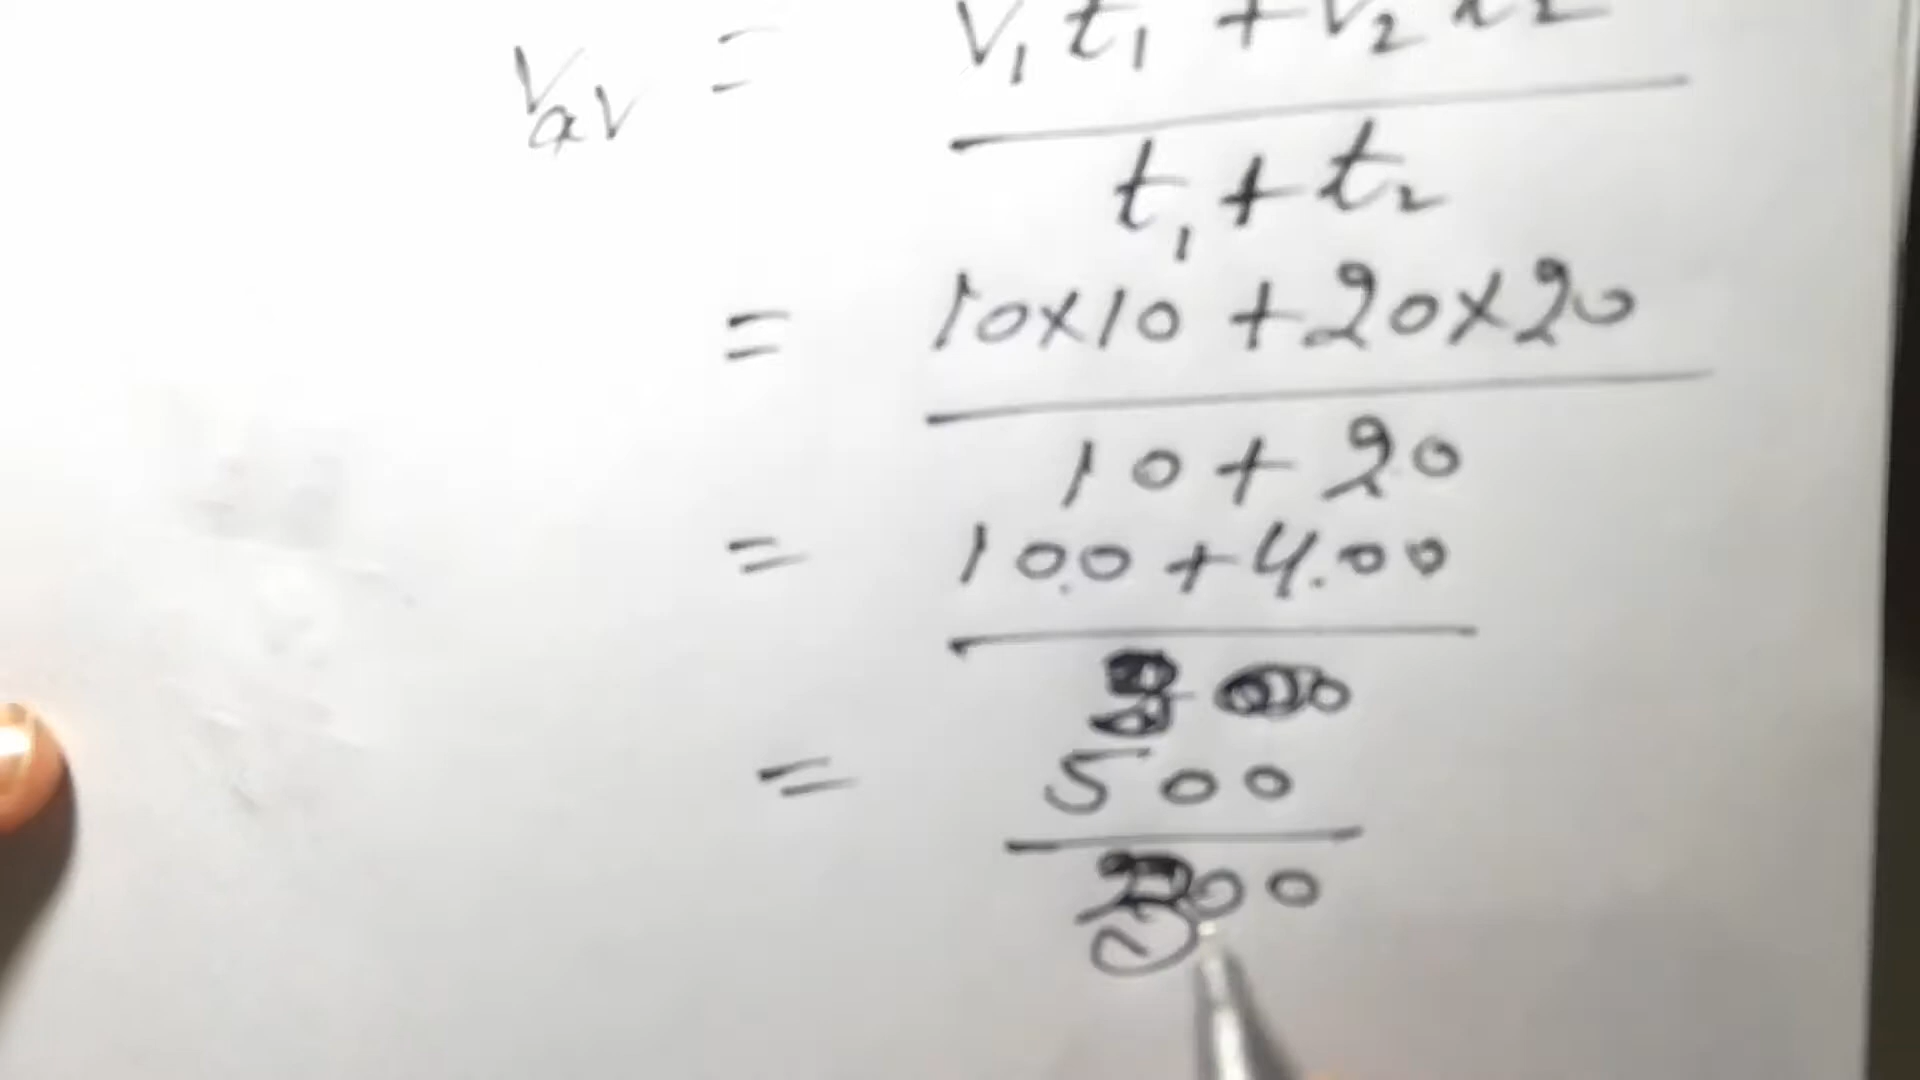 Vav = V₁t₁ + V₂t₂
t₁ + t₂
= 10×10 + 20×20
10 + 20
= 100 + 400
= 500